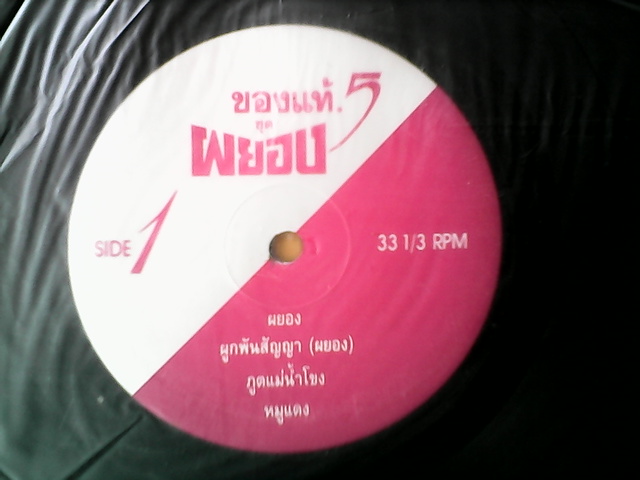 ของแท้.5
ชุด
ผยอง
SIDE 1
33 1/3 RPM
ผยอง
ผูกพันสัญญา (ผยอง)
ภูตแม่น้ำโขง
หมูแดง